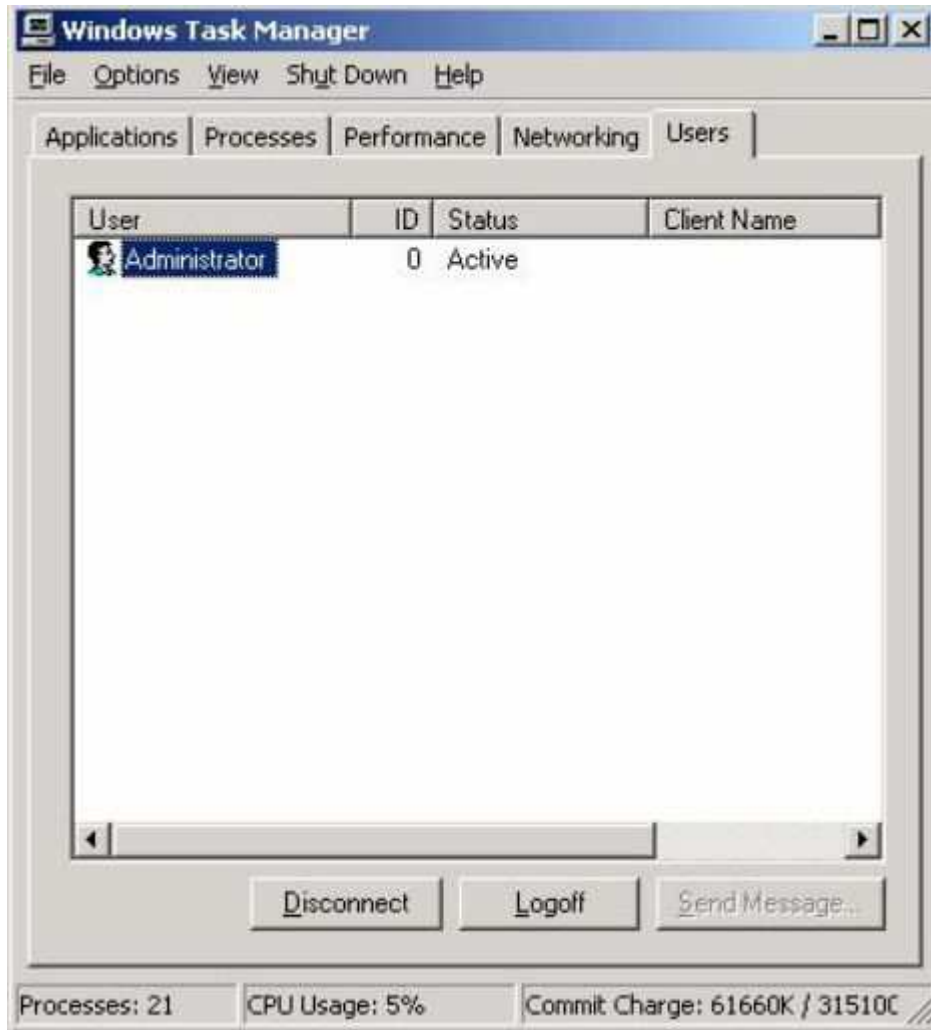 Windows Task Manager
File Options View Shut Down Help
Applications Processes Performance Networking Users
User ID Status Client Name
Administrator 0 Active
Disconnect Logoff Send Message...
Processes: 21 CPU Usage: 5% Commit Charge: 61660K /